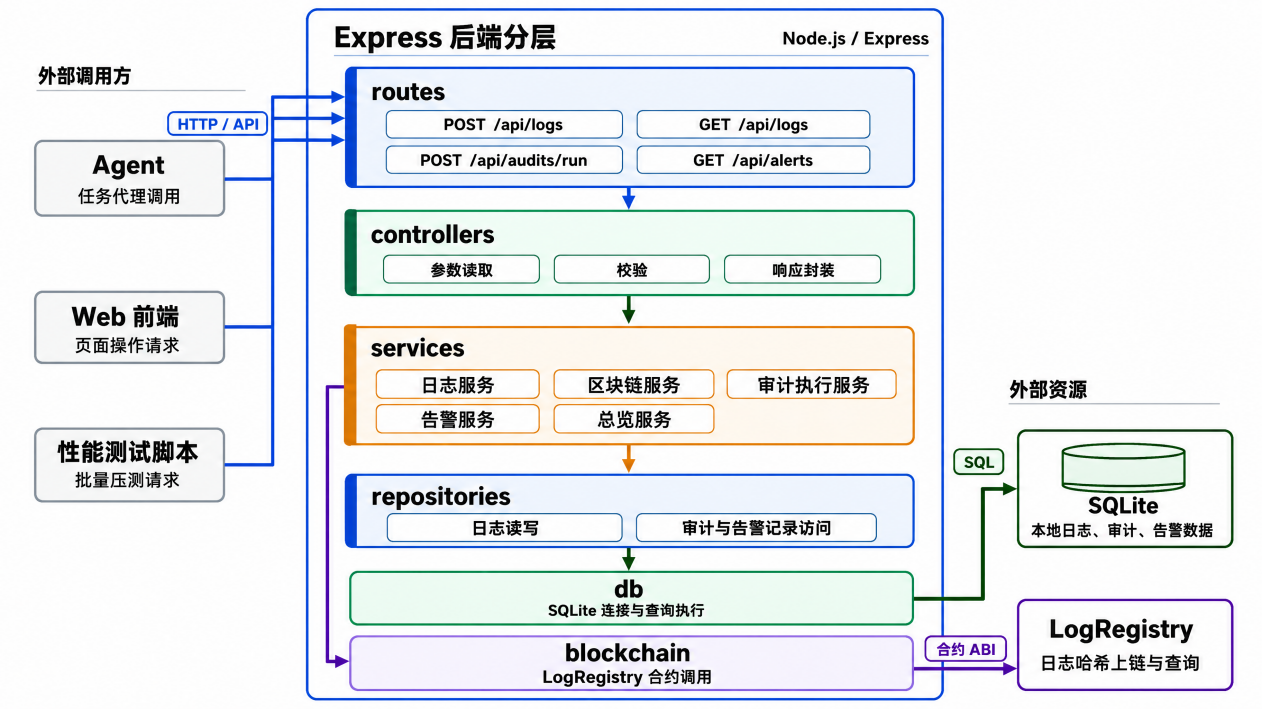 Express 后端分层
Node.js / Express
外部调用方
HTTP / API
Agent
任务代理调用
Web 前端
页面操作请求
性能测试脚本
批量压测请求
routes
POST /api/logs
GET /api/logs
POST /api/audits/run
GET /api/alerts
controllers
参数读取
校验
响应封装
services
日志服务
区块链服务
审计执行服务
告警服务
总览服务
repositories
日志读写
审计与告警记录访问
db
SQLite 连接与查询执行
blockchain
LogRegistry 合约调用
外部资源
SQL
SQLite
本地日志、审计、告警数据
合约 ABI
LogRegistry
日志哈希上链与查询